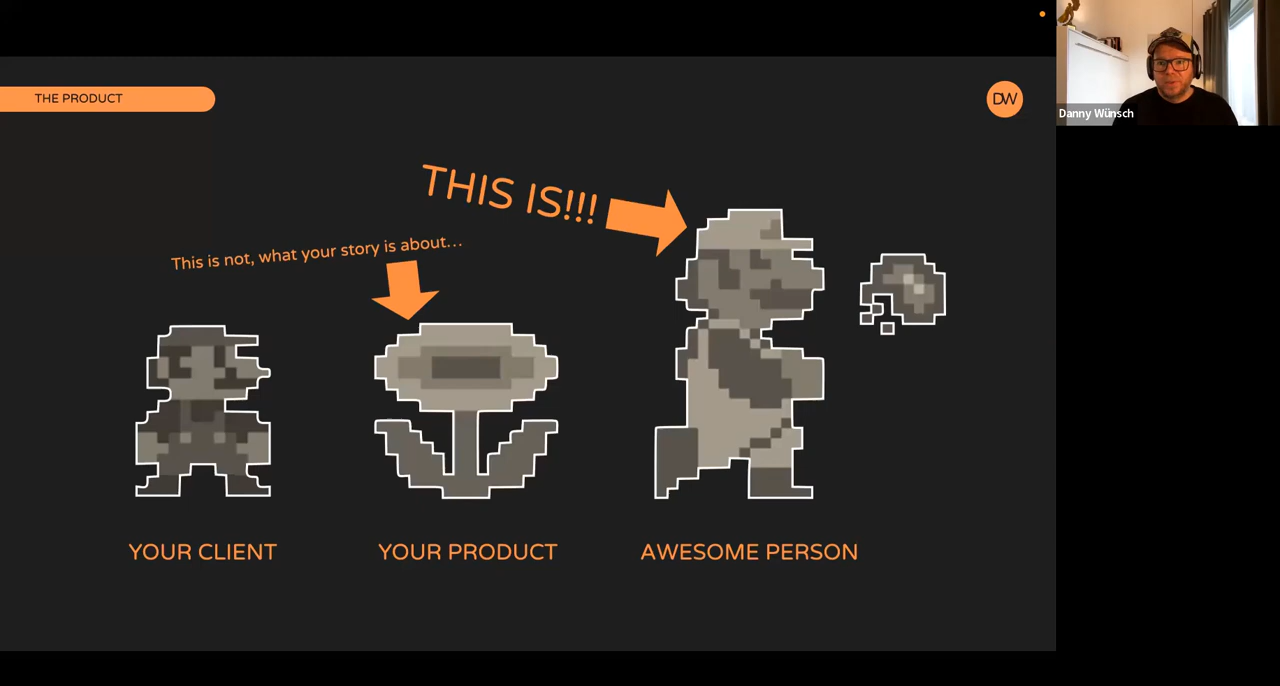 THE PRODUCT
DW
Danny Wünsch
THIS IS!!!
This is not, what your story is about...
YOUR CLIENT
YOUR PRODUCT
AWESOME PERSON